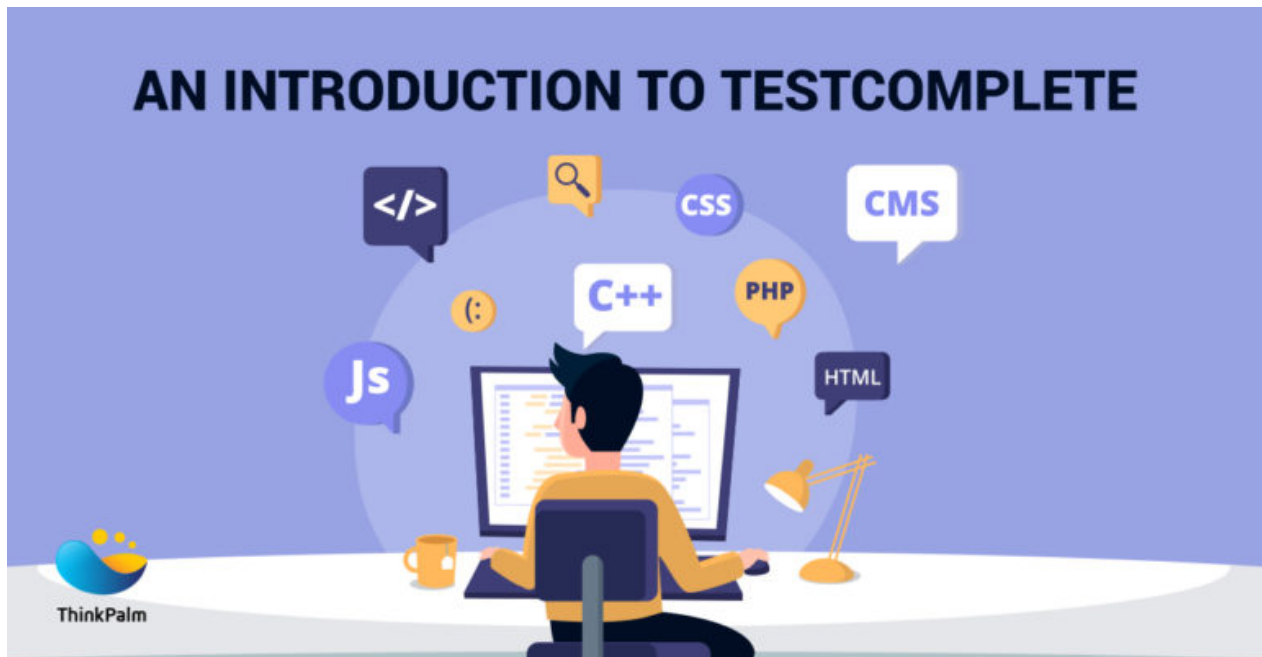 AN INTRODUCTION TO TESTCOMPLETE
</>
CSS
CMS
(:
C++
PHP
Js
HTML
ThinkPalm